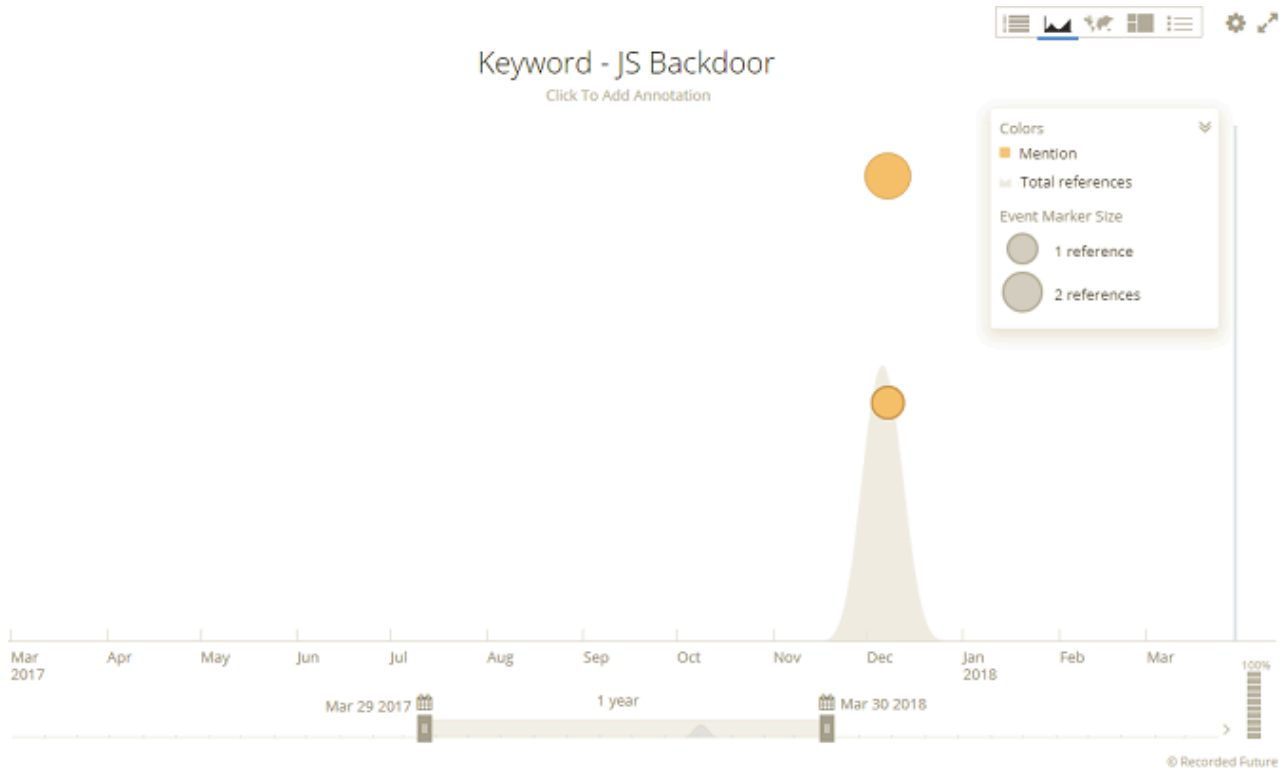 Keyword - JS Backdoor
Click To Add Annotation
Colors
Mention
Total references
Event Marker Size
1 reference
2 references
Mar Apr May Jun Jul Aug Sep Oct Nov Dec Jan Feb Mar
2017 2018
100%
Mar 29 2017 1 year Mar 30 2018
© Recorded Future